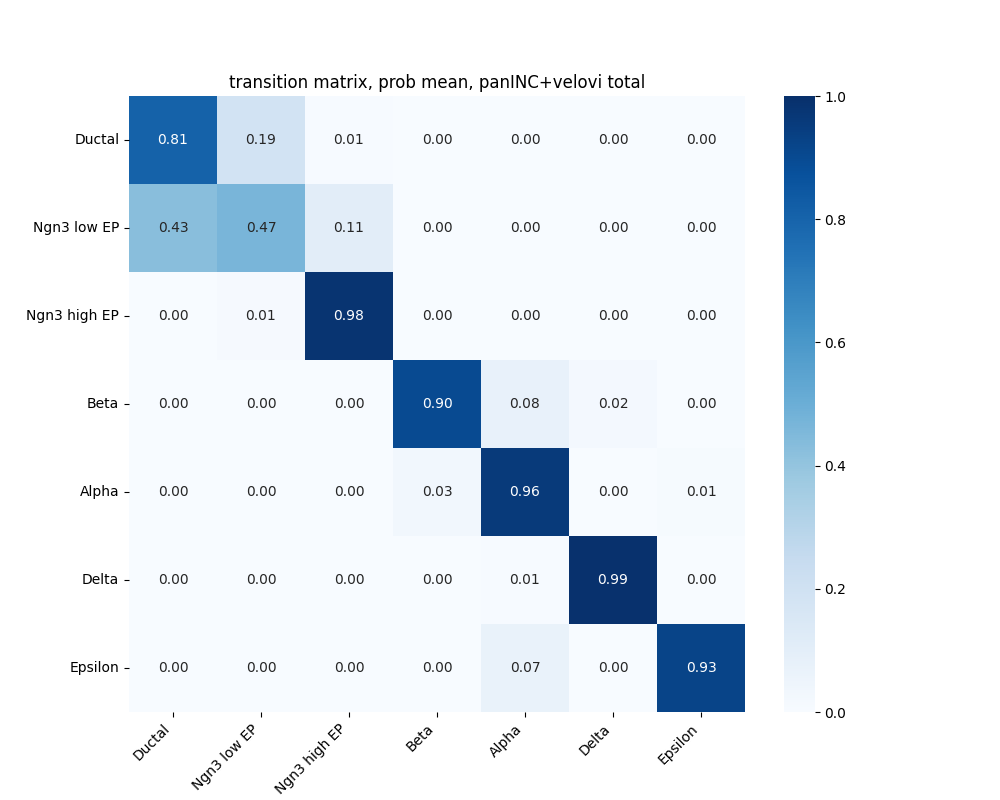 transition matrix, prob mean, panINC+velovi total
Ductal 0.81 0.19 0.01 0.00 0.00 0.00 0.00
Ngn3 low EP 0.43 0.47 0.11 0.00 0.00 0.00 0.00
Ngn3 high EP 0.00 0.01 0.98 0.00 0.00 0.00 0.00
Beta 0.00 0.00 0.00 0.90 0.08 0.02 0.00
Alpha 0.00 0.00 0.00 0.03 0.96 0.00 0.01
Delta 0.00 0.00 0.00 0.00 0.01 0.99 0.00
Epsilon 0.00 0.00 0.00 0.00 0.07 0.00 0.93
Ductal Ngn3 low EP Ngn3 high EP Beta Alpha Delta Epsilon
1.0
0.8
0.6
0.4
0.2
0.0